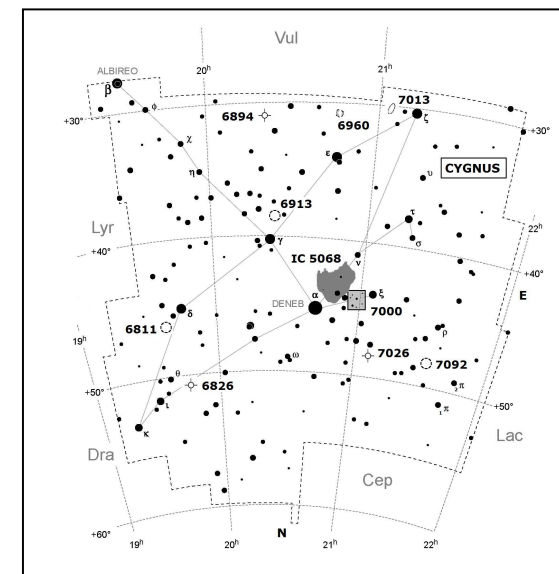 Vul
ALBIREO
β
20h
21h
φ
+30°
6894
6960
7013
ζ
+30°
χ
ε
CYGNUS
η
υ
6913
τ
Lyr
22h
γ
IC 5068
ν
σ
+40°
+40°
α
ξ
E
DENEB
δ
7000
6811
ρ
19h
ω
7026
7092
θ
6826
π
+50°
ι
π
+50°
κ
Lac
Dra
Cep
+60°
19h
20h
N
21h
22h